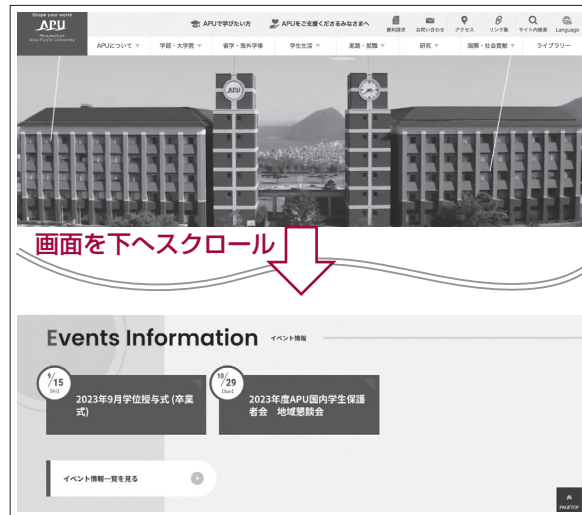 Shape your world
APU
Ritsumeikan
Asia Pacific University
APUで学びたい方
APUをご支援くださるみなさまへ
資料請求
お問い合わせ
アクセス
リンク集
サイト内検索
Language
APUについて
学部・大学院
留学・海外学修
学生生活
進路・就職
研究
国際・社会貢献
ライブラリー
APU
画面を下へスクロール
Events Information
イベント情報
9/15
[Fri]
2023年9月学位授与式 (卒業
式)
10/29
[Sun]
2023年度APU国内学生保護
者会 地域懇談会
イベント情報一覧を見る
PAGETOP